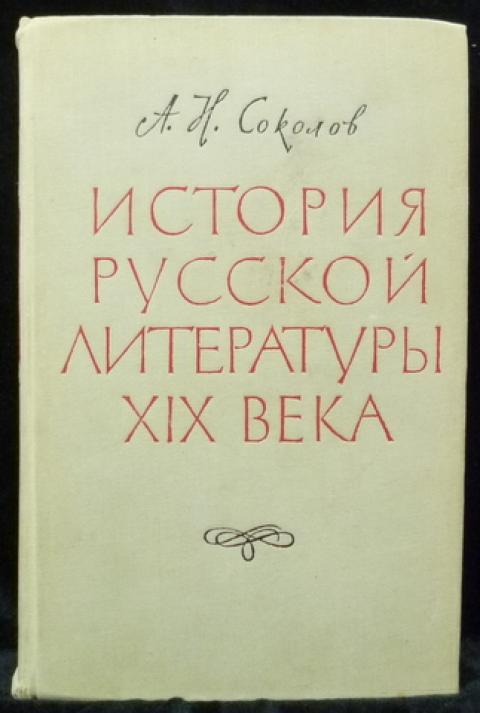 А. Н. Соколов
ИСТОРИЯ
РУССКОЙ
ЛИТЕРАТУРЫ
XIX ВЕКА